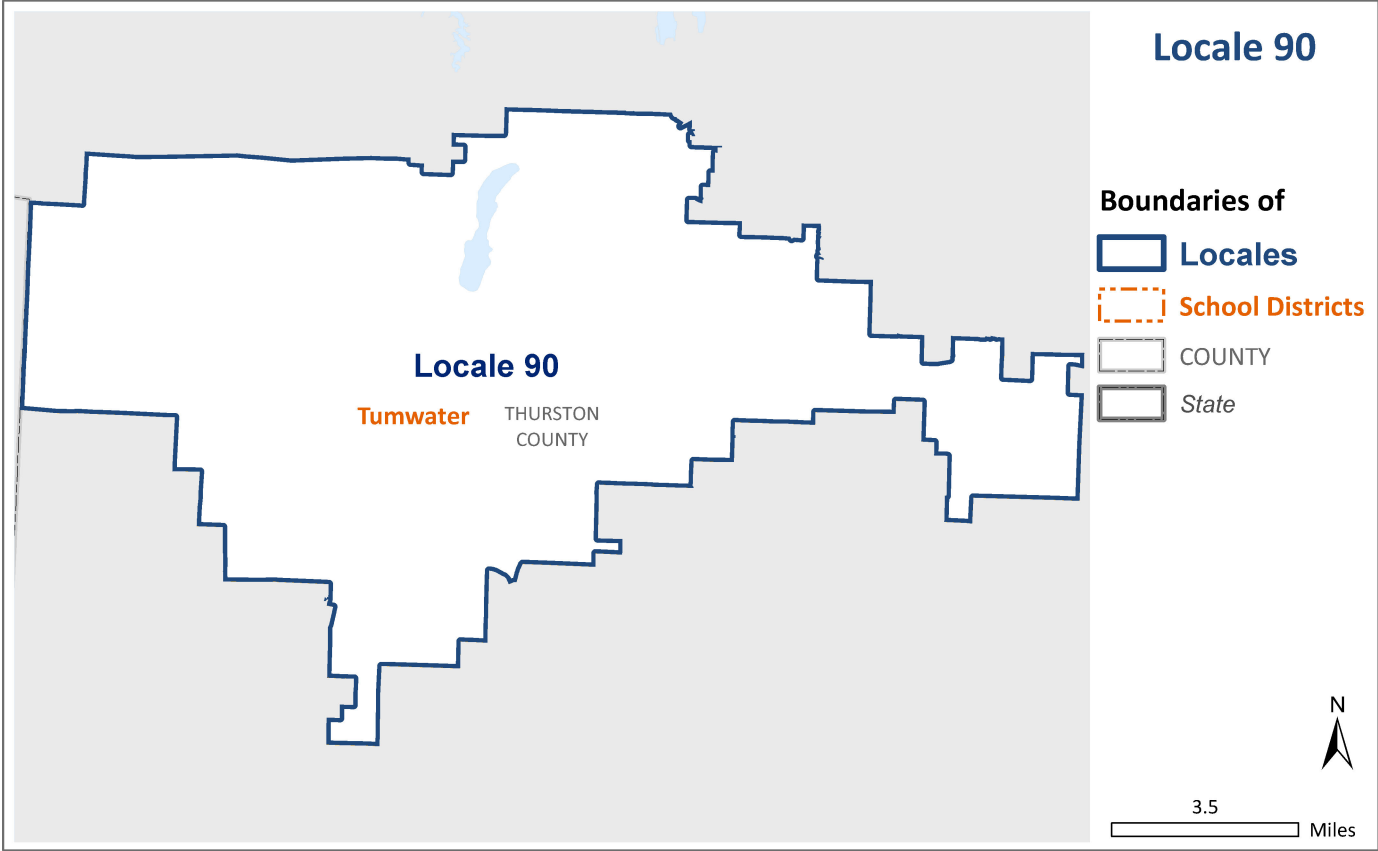 Locale 90
Boundaries of
Locales
School Districts
COUNTY
State
Locale 90
Tumwater
THURSTON
COUNTY
N
3.5
Miles